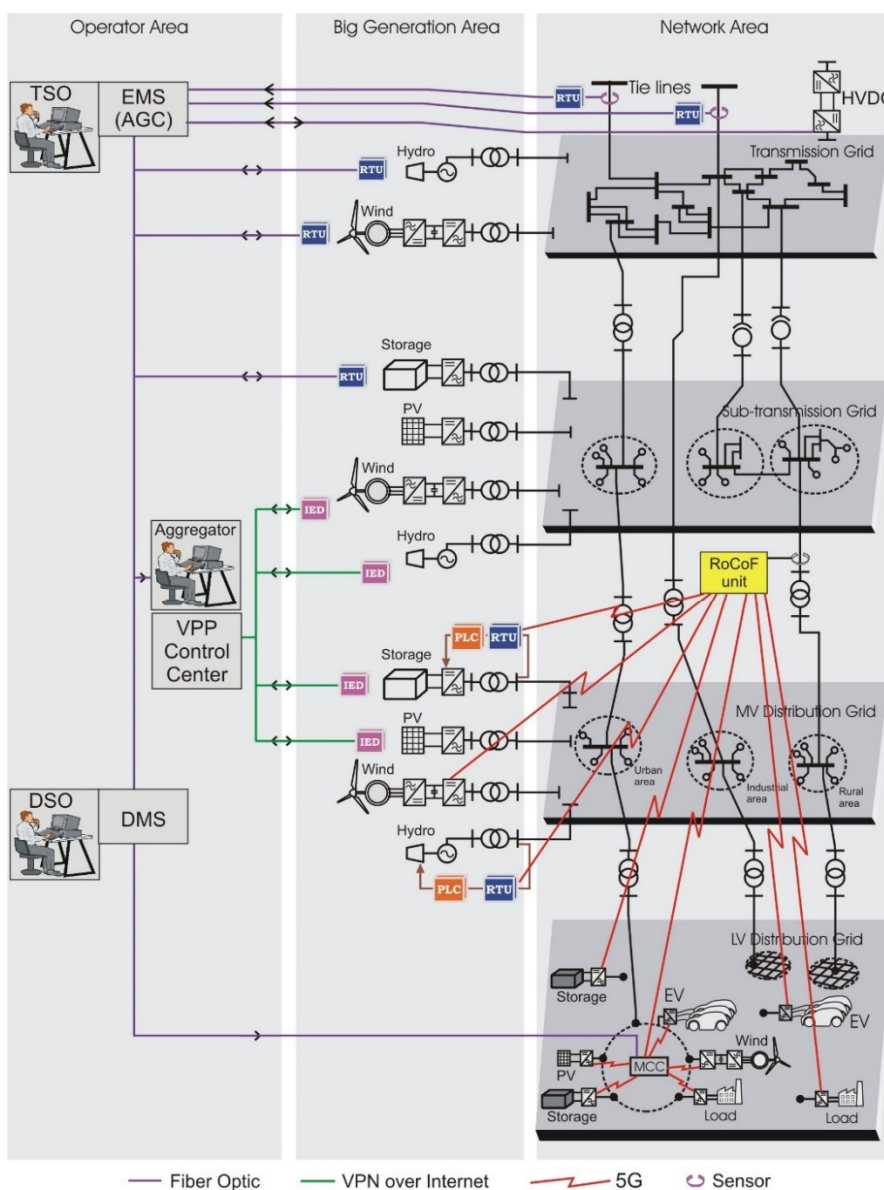 Operator Area
Big Generation Area
Network Area
TSO
EMS
(AGC)
RTU
Tie lines
RTU
HVDC
Transmission Grid
Hydro
RTU
Wind
RTU
Storage
RTU
Sub-transmission Grid
PV
Wind
IED
Aggregator
Hydro
IED
RoCoF
unit
VPP
Control
Center
PLC
RTU
Storage
IED
MV Distribution Grid
PV
IED
Urban
area
Industrial
area
Rural
area
Wind
DSO
DMS
Hydro
PLC
RTU
LV Distribution Grid
Storage
EV
EV
Wind
PV
MCC
Storage
Load
Load
Fiber Optic
VPN over Internet
5G
Sensor